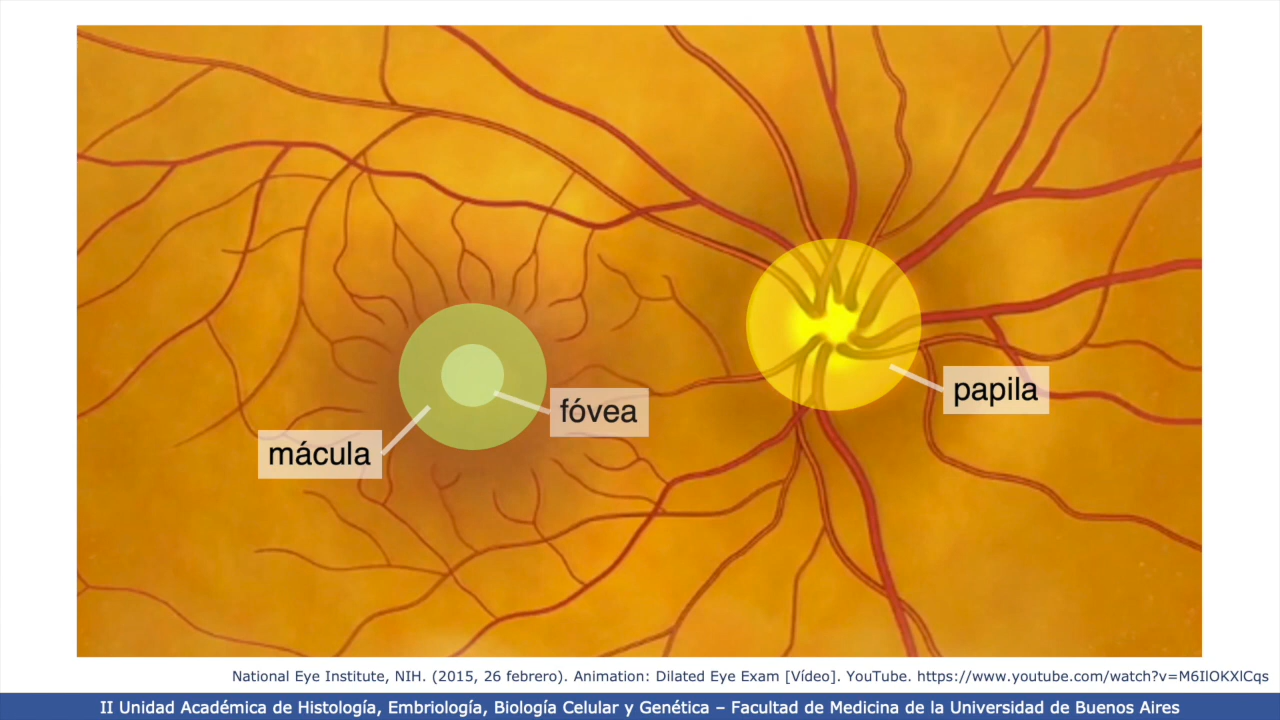 papila
fóvea
mácula
National Eye Institute, NIH. (2015, 26 febrero). Animation: Dilated Eye Exam [Vídeo]. YouTube. https://www.youtube.com/watch?v=M6IlOKXlCqs
II Unidad Académica de Histología, Embriología, Biología Celular y Genética – Facultad de Medicina de la Universidad de Buenos Aires